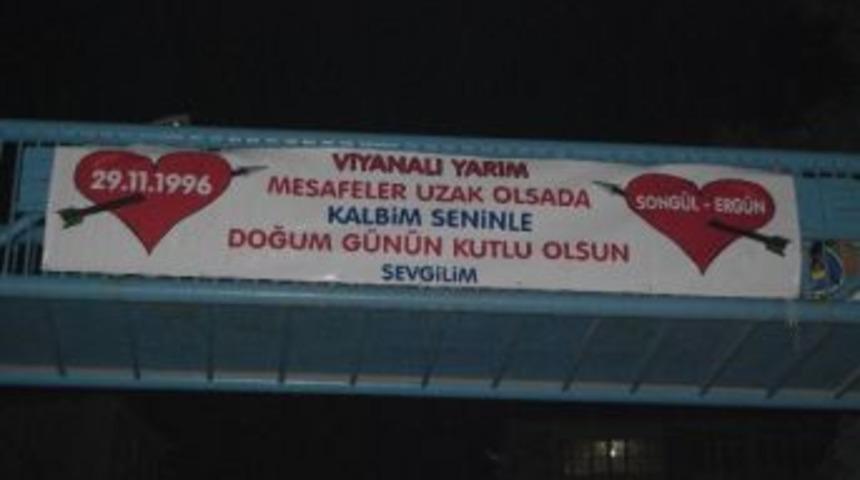 29.11.1996
VİYANALI YARIM
MESAFELER UZAK OLSADA
KALBİM SENİNLE
DOĞUM GÜNÜN KUTLU OLSUN
SEVGİLİM
SONGÜL - ERGÜN